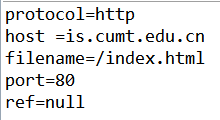 protocol=http
host =is.cumt.edu.cn
filename=/index.html
port=80
ref=null